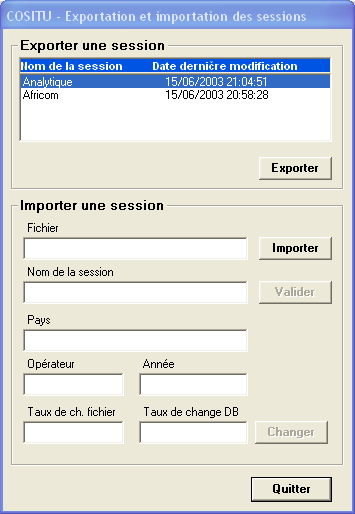 COSITU - Exportation et importation des sessions
Exporter une session
Nom de la session Date derničre modification
Analytique 15/06/2003 21:04:51
Africom 15/06/2003 20:58:28
Exporter
Importer une session
Fichier
Importer
Nom de la session
Valider
Pays
Opérateur Année
Taux de ch. fichier Taux de change DB
Changer
Quitter